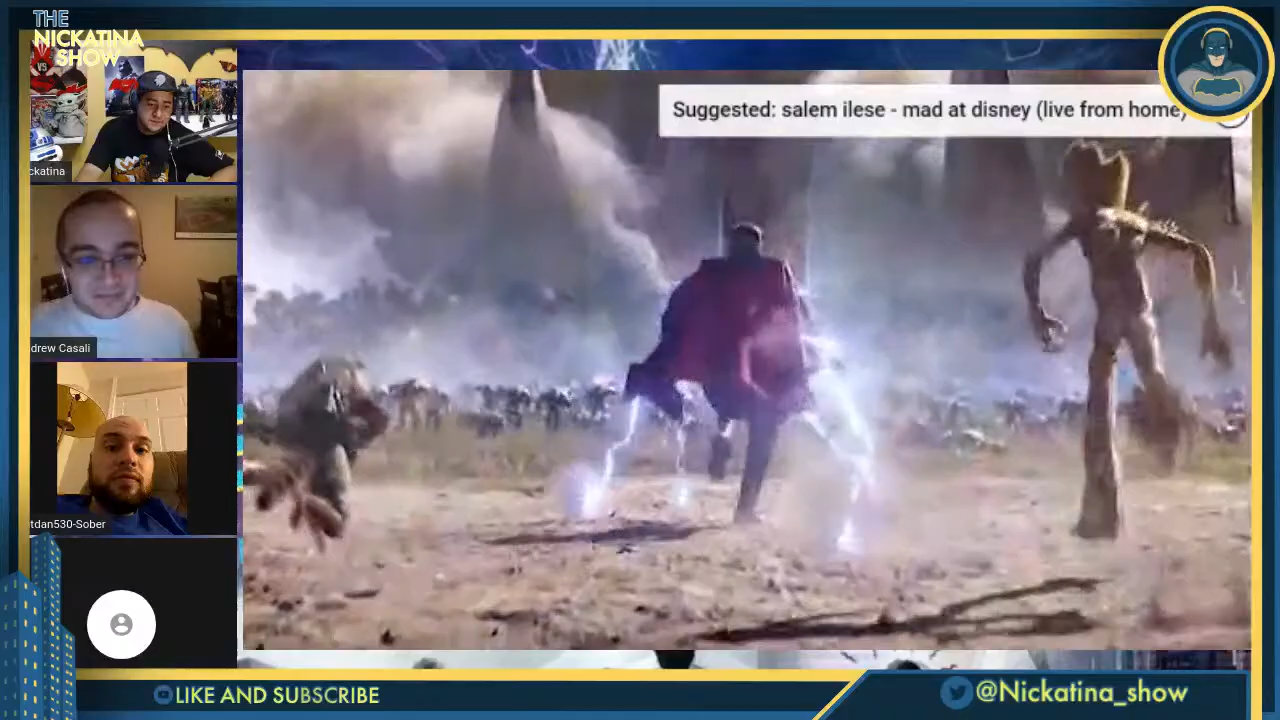 THE
NICKATINA
SHOW
VS
Suggested: salem ilese - mad at disney (live from home)
ckatina
drew Casali
tdan530-Sober
LIKE AND SUBSCRIBE
@Nickatina_show